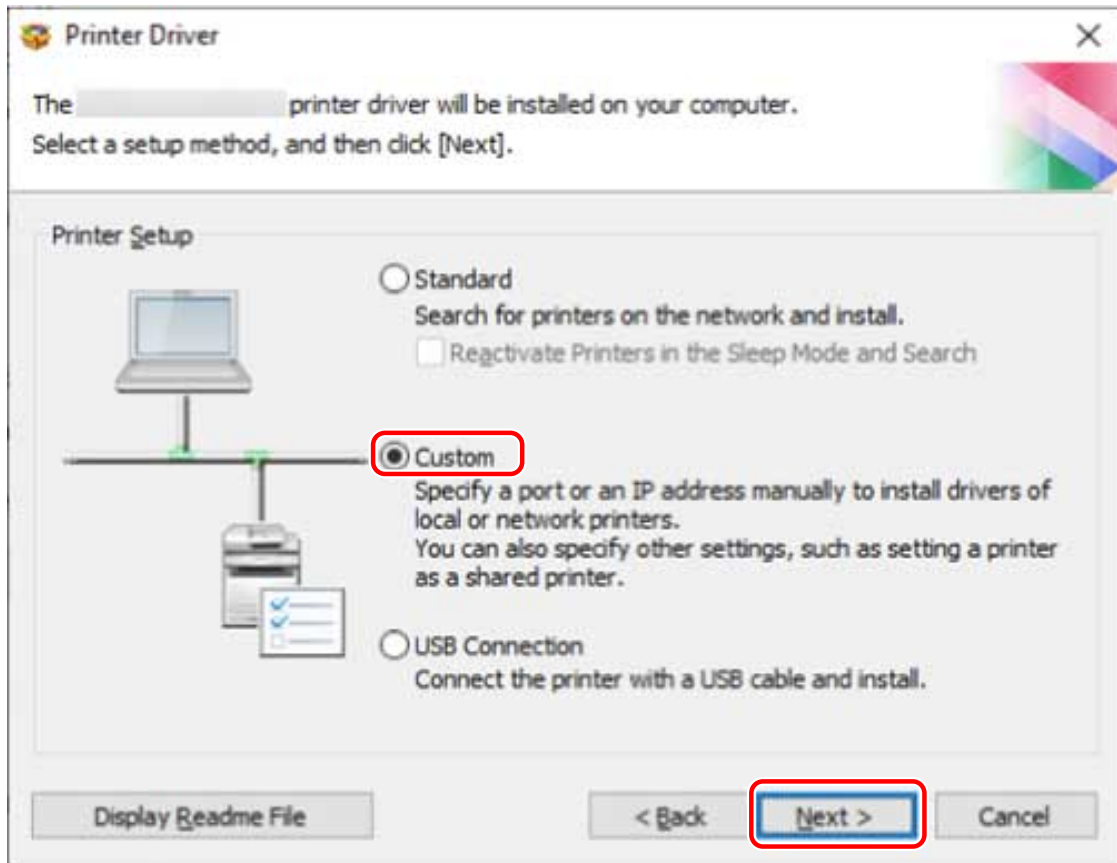 Printer Driver
The printer driver will be installed on your computer.
Select a setup method, and then click [Next].
Printer Setup
Standard
Search for printers on the network and install.
Reactivate Printers in the Sleep Mode and Search
Custom
Specify a port or an IP address manually to install drivers of
local or network printers.
You can also specify other settings, such as setting a printer
as a shared printer.
USB Connection
Connect the printer with a USB cable and install.
Display Readme File
< Back
Next >
Cancel